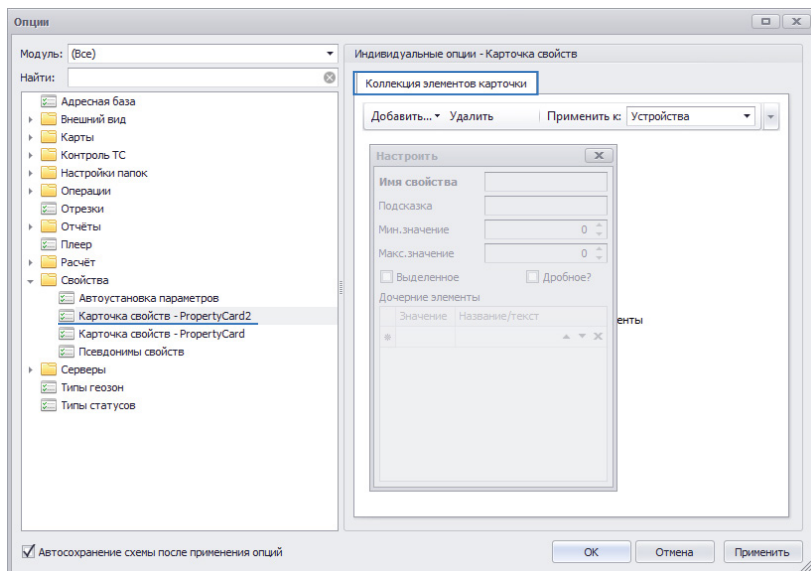 Опции
Модуль: (Все)
Найти:
Адресная база
Внешний вид
Карты
Контроль ТС
Настройки папок
Операции
Отрезки
Отчёты
Плеер
Расчёт
Свойства
Автоустановка параметров
Карточка свойств - PropertyCard2
Карточка свойств - PropertyCard
Псевдонимы свойств
Серверы
Типы геозон
Типы статусов
Индивидуальные опции - Карточка свойств
Коллекция элементов карточки
Добавить... Удалить Применить к: Устройства
Настроить
Имя свойства
Подсказка
Мин.значение 0
Макс.значение 0
Выделенное Дробное?
Дочерние элементы
Значение Название/текст
енты
Автосохранение схемы после применения опций
ОК Отмена Применить